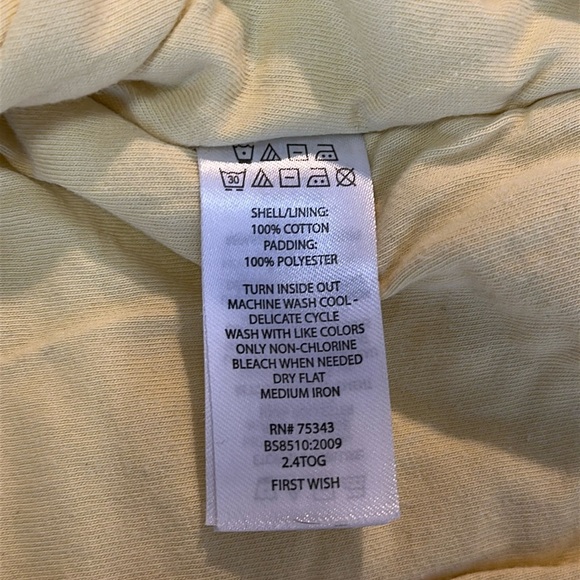 30
SHELL/LINING:
100% COTTON
PADDING:
100% POLYESTER
TURN INSIDE OUT
MACHINE WASH COOL -
DELICATE CYCLE
WASH WITH LIKE COLORS
ONLY NON-CHLORINE
BLEACH WHEN NEEDED
DRY FLAT
MEDIUM IRON
RN# 75343
BS8510:2009
2.4TOG
FIRST WISH